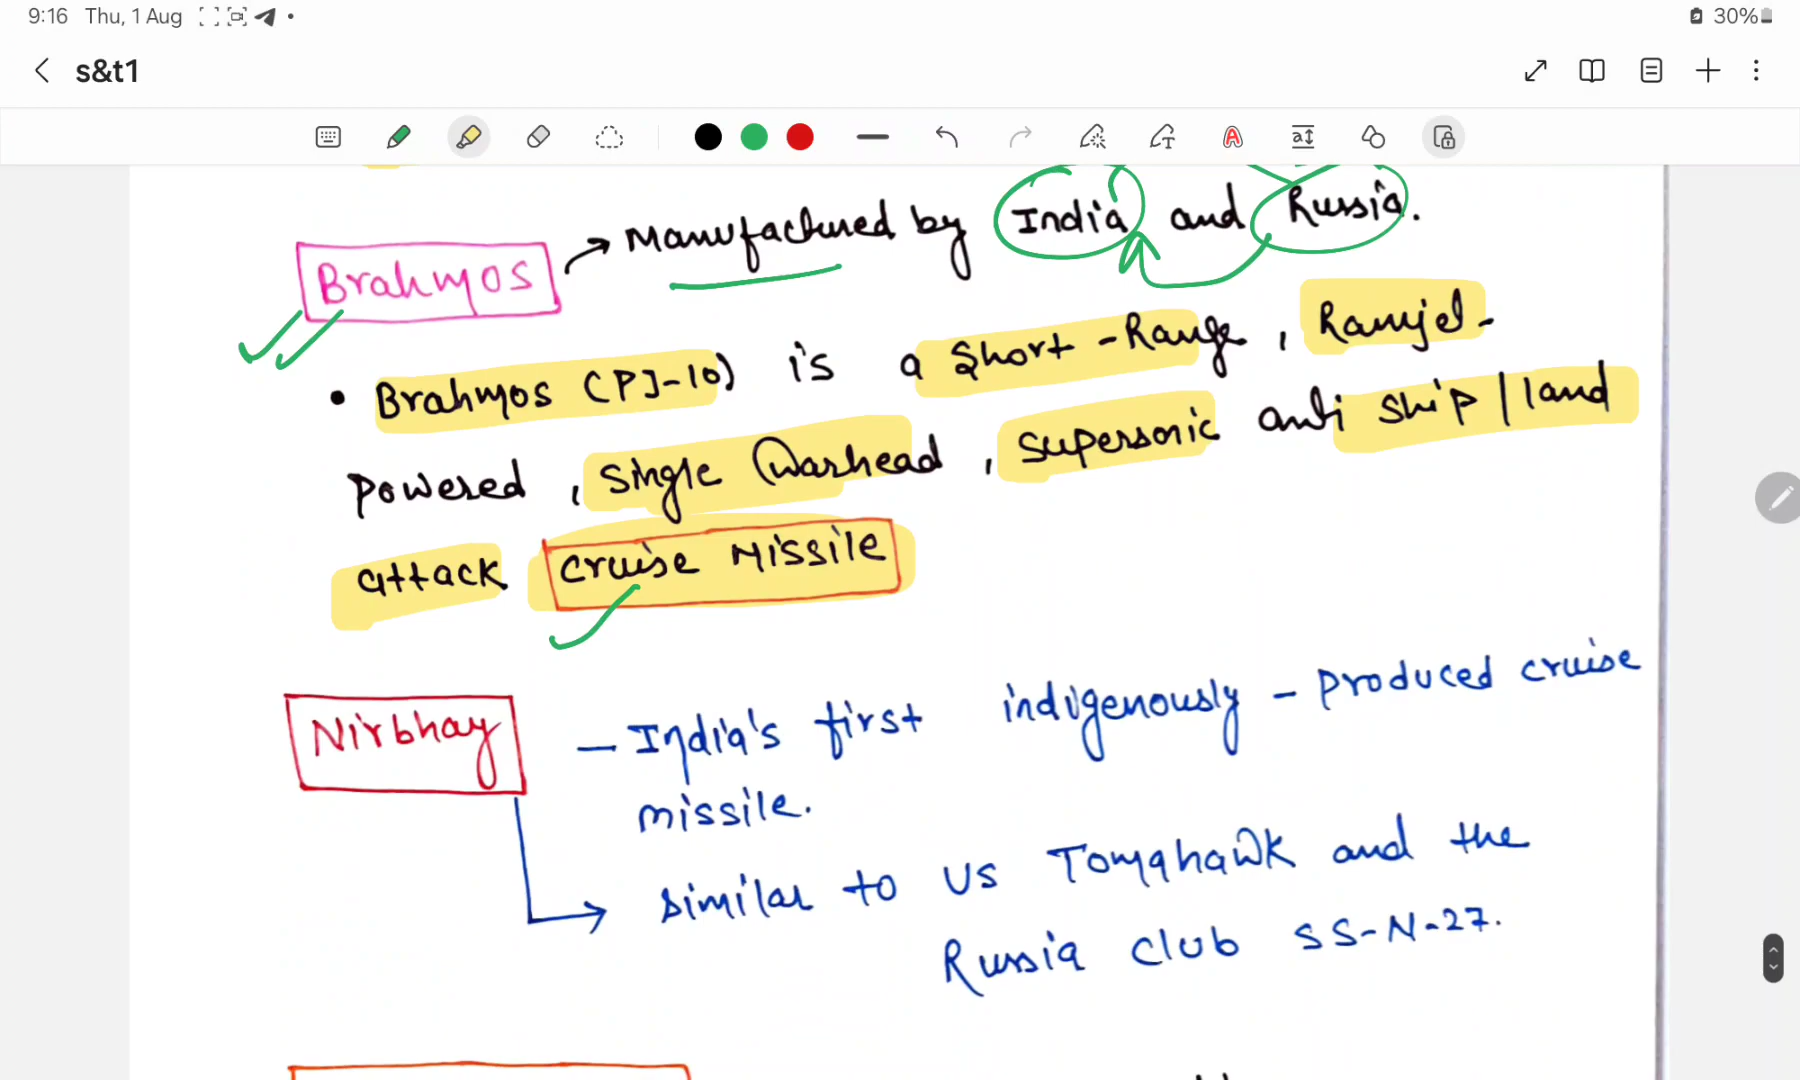 9:16 Thu, 1 Aug
30%
s&t1
Manufactured by India and Russia.
Brahmos
• Brahmos (PJ-10) is a Short-Range, Ramjet-
powered, Single Warhead, Supersonic anti ship/land
attack cruise Missile
Nirbhay - India's first indigenously-produced cruise
missile.
similar to US Tomahawk and the
Russia club SS-N-27.